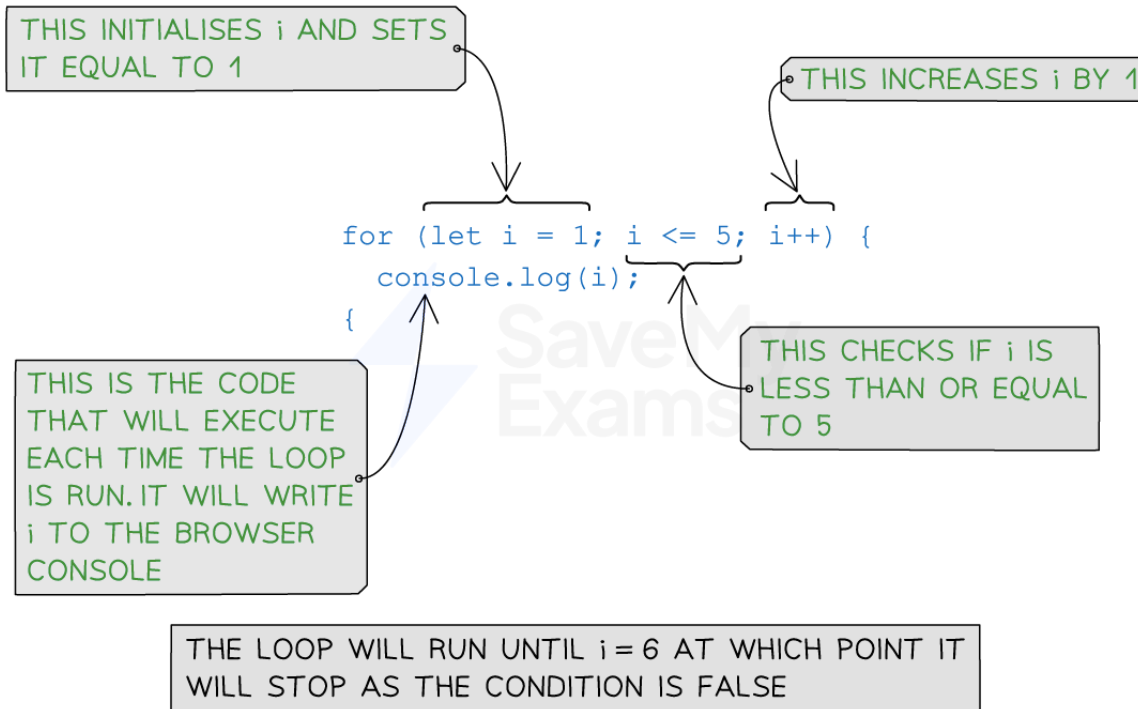 THIS INITIALISES i AND SETS
IT EQUAL TO 1
THIS INCREASES i BY 1
for (let i = 1; i <= 5; i++) {
console.log(i);
{
SaveMy
Exams
THIS CHECKS IF i IS
LESS THAN OR EQUAL
TO 5
THIS IS THE CODE
THAT WILL EXECUTE
EACH TIME THE LOOP
IS RUN. IT WILL WRITE
i TO THE BROWSER
CONSOLE
THE LOOP WILL RUN UNTIL i = 6 AT WHICH POINT IT
WILL STOP AS THE CONDITION IS FALSE